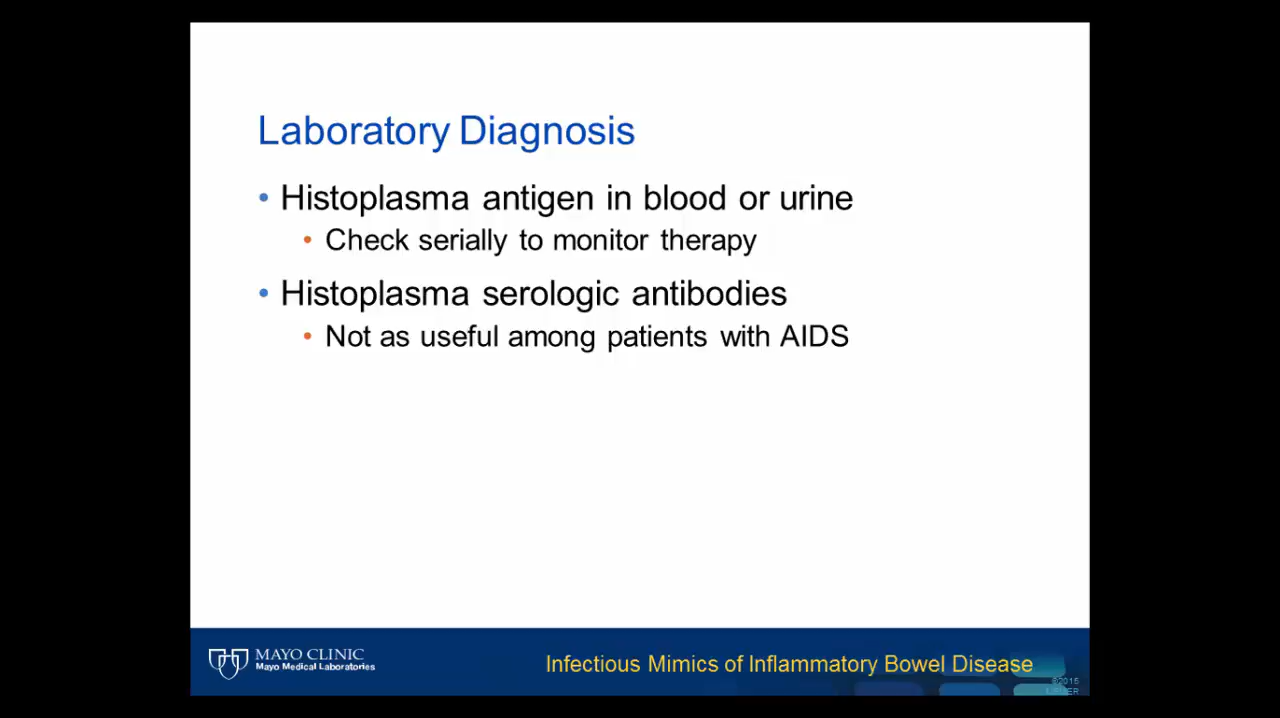 Laboratory Diagnosis
• Histoplasma antigen in blood or urine
• Check serially to monitor therapy
• Histoplasma serologic antibodies
• Not as useful among patients with AIDS
MAYO CLINIC
Mayo Medical Laboratories
Infectious Mimics of Inflammatory Bowel Disease
©2015